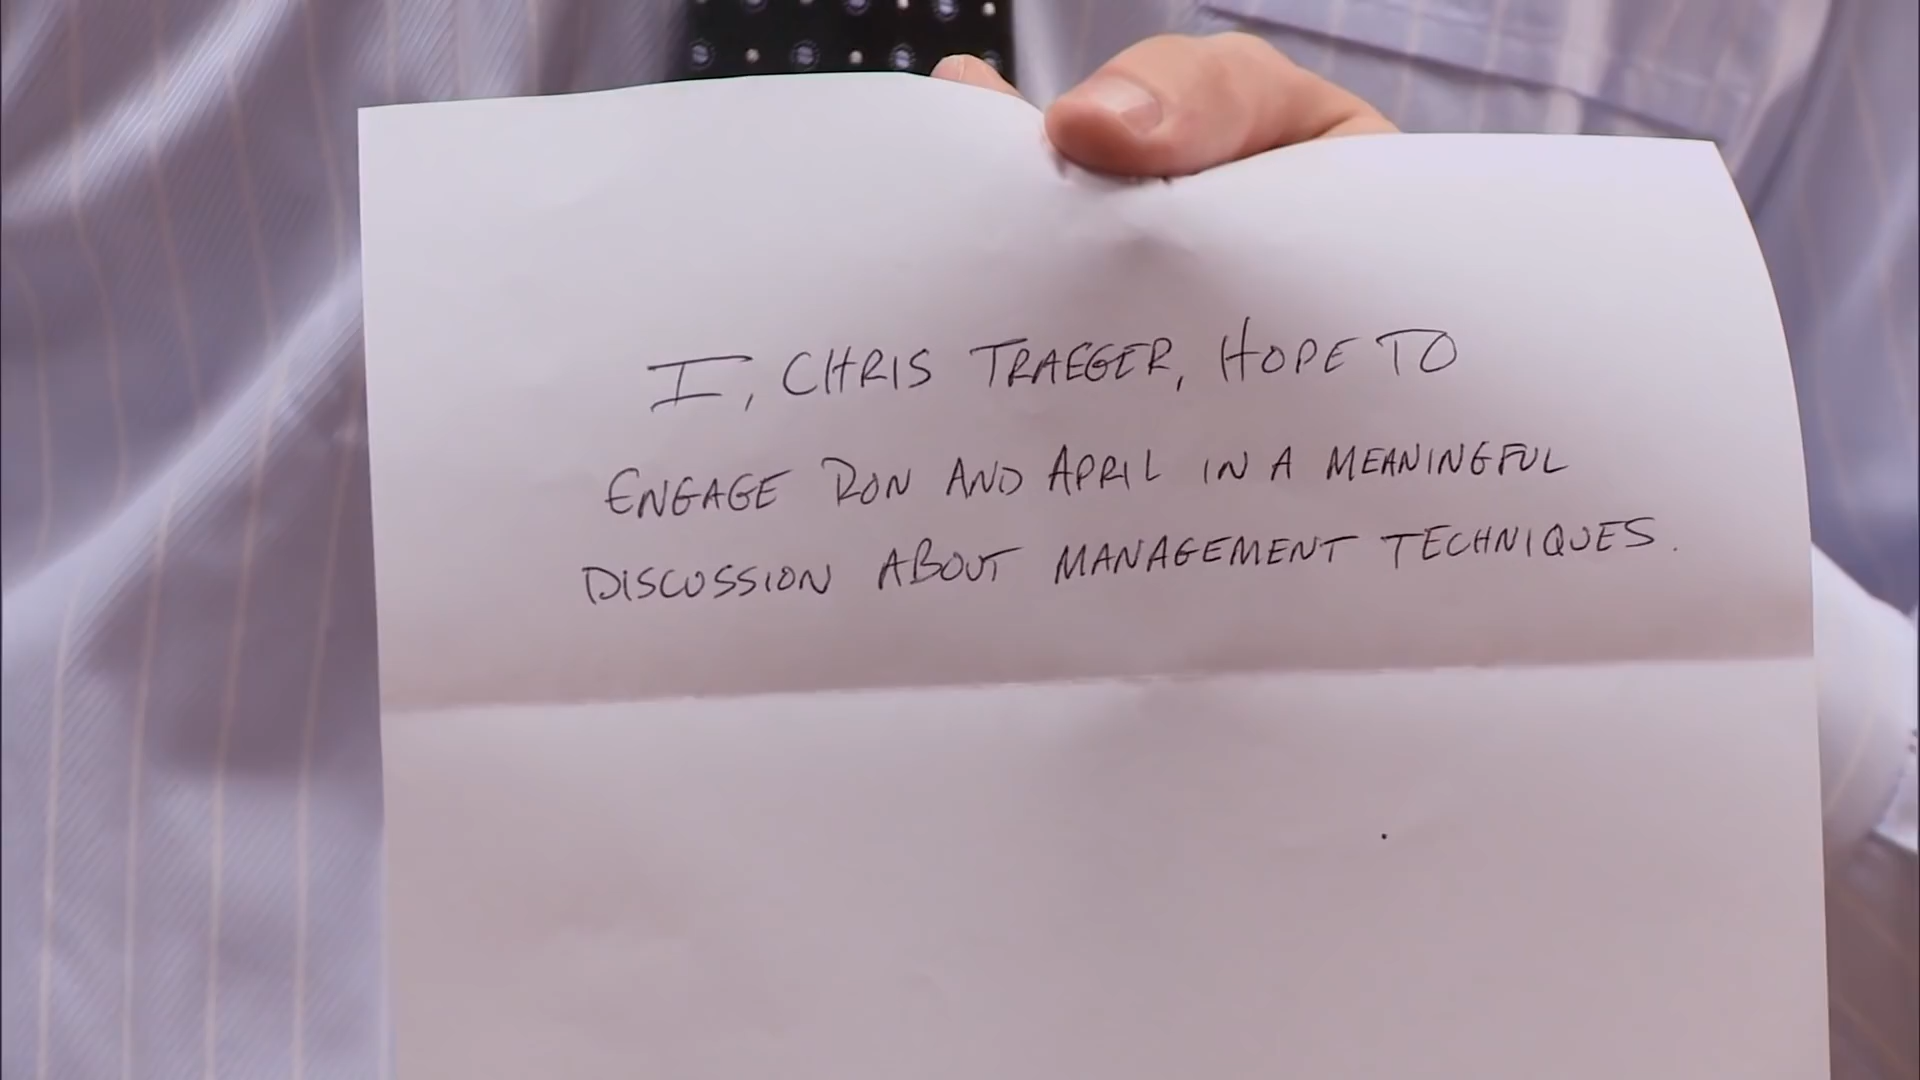 I, CHRIS TRAEGER, HOPE TO
ENGAGE RON AND APRIL IN A MEANINGFUL
DISCUSSION ABOUT MANAGEMENT TECHNIQUES.